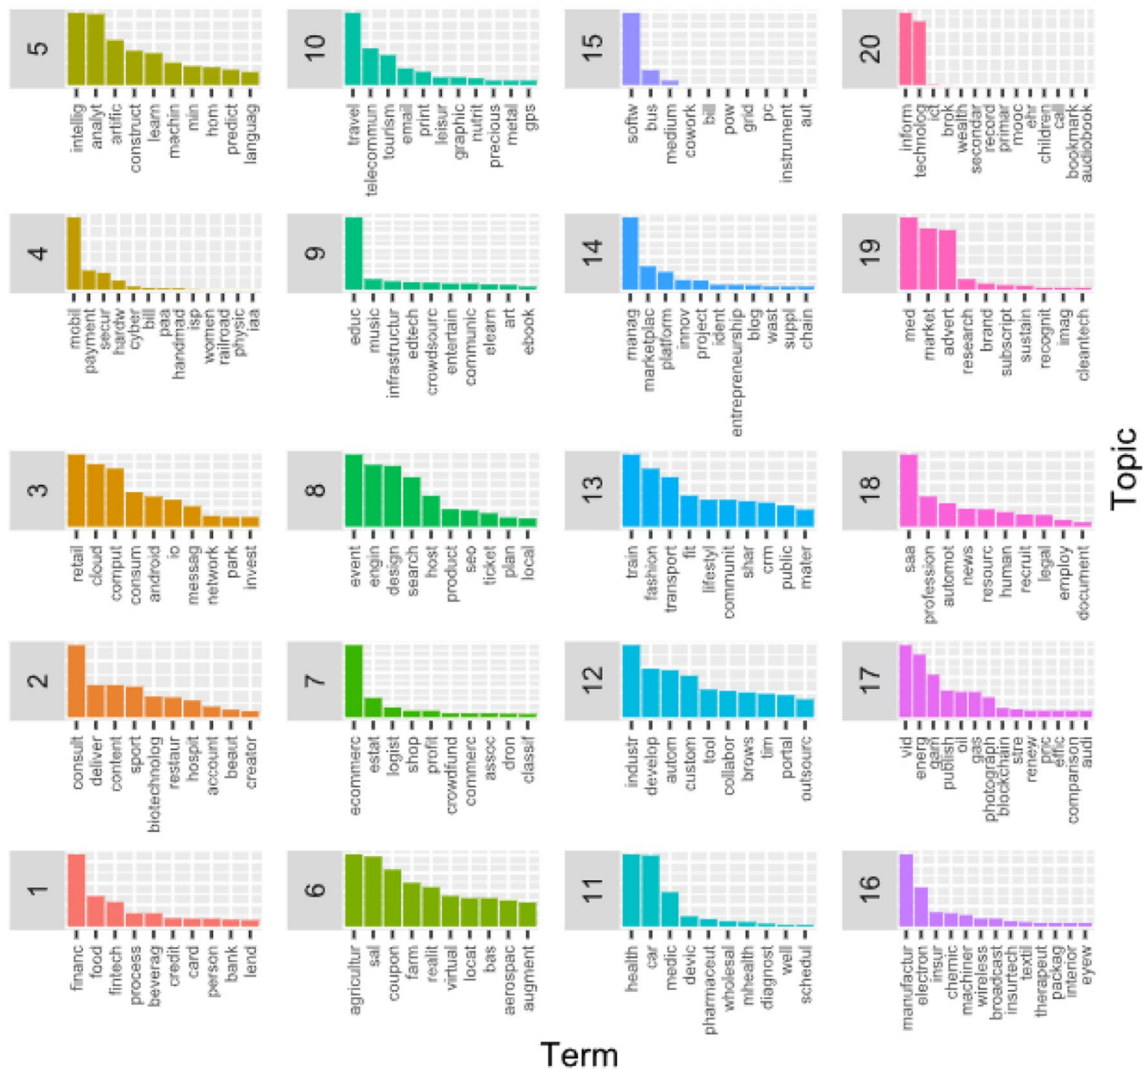 1
financ
food
fintech
process
beverag
credit
card
person
bank
lend
2
consult
deliver
content
sport
biotechnolog
restaur
hospit
account
beaut
creator
3
retail
cloud
comput
consum
android
io
messag
network
park
invest
4
mobil
payment
secur
hardw
cyber
bill
paa
handmad
isp
women
railroad
physic
iaa
5
intellig
analyt
artific
construct
learn
machin
min
hom
predict
languag
6
agricultur
sal
coupon
farm
realit
virtual
locat
bas
aerospac
augment
7
ecommerc
estat
logist
shop
profit
crowdfund
commerc
assoc
dron
classif
8
event
engin
design
search
host
product
seo
ticket
plan
local
9
educ
music
infrastructur
edtech
crowdsourc
entertain
communic
elearn
art
ebook
10
travel
telecommun
tourism
email
print
leisur
graphic
nutrit
precious
metal
gps
11
health
car
medic
devic
pharmaceut
wholesal
mhealth
diagnost
well
schedul
12
industr
develop
autom
custom
tool
collabor
brows
tim
portal
outsourc
13
train
fashion
transport
fit
lifestyl
communit
shar
crm
public
mater
14
manag
marketplac
platform
innov
project
ident
entrepreneurship
blog
wast
suppl
chain
15
softw
bus
medium
cowork
bill
pow
grid
prc
instrument
aut
16
manufactur
electron
insur
chemic
machiner
wireless
broadcast
insurtech
textil
therapeut
packag
interior
eyew
17
vid
energ
gam
publish
oil
gas
photograph
blockchain
stre
renew
pric
effic
comparison
audi
18
saa
profession
automot
news
resourc
human
recruit
legal
employ
document
19
med
market
advert
research
brand
subscript
sustain
recognit
imag
cleantech
20
inform
technolog
ict
brok
wealth
secondar
record
primar
mooc
ehr
children
call
bookmark
audiobook
Term
Topic